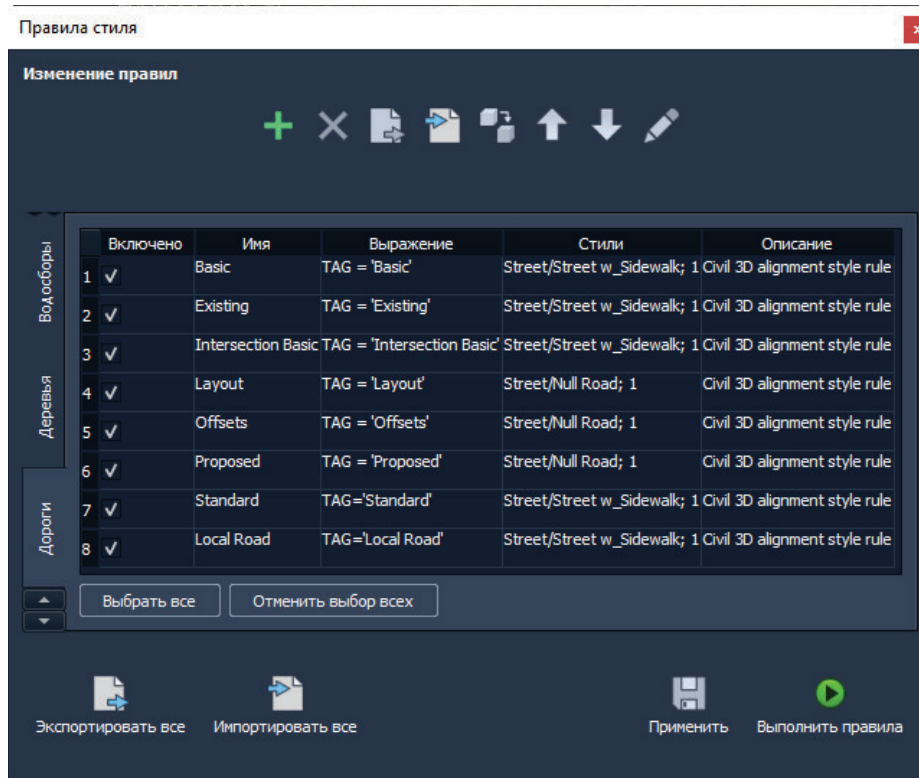 Правила стиля
Изменение правил
Водосборы
Деревья
Дороги
Включено Имя Выражение Стили Описание
1 Basic TAG = 'Basic' Street/Street w_Sidewalk; 1 Civil 3D alignment style rule
2 Existing TAG = 'Existing' Street/Street w_Sidewalk; 1 Civil 3D alignment style rule
3 Intersection Basic TAG = 'Intersection Basic' Street/Street w_Sidewalk; 1 Civil 3D alignment style rule
4 Layout TAG = 'Layout' Street/Null Road; 1 Civil 3D alignment style rule
5 Offsets TAG = 'Offsets' Street/Null Road; 1 Civil 3D alignment style rule
6 Proposed TAG = 'Proposed' Street/Null Road; 1 Civil 3D alignment style rule
7 Standard TAG='Standard' Street/Street w_Sidewalk; 1 Civil 3D alignment style rule
8 Local Road TAG='Local Road' Street/Street w_Sidewalk; 1 Civil 3D alignment style rule
Выбрать все Отменить выбор всех
Экспортировать все Импортировать все Применить Выполнить правила